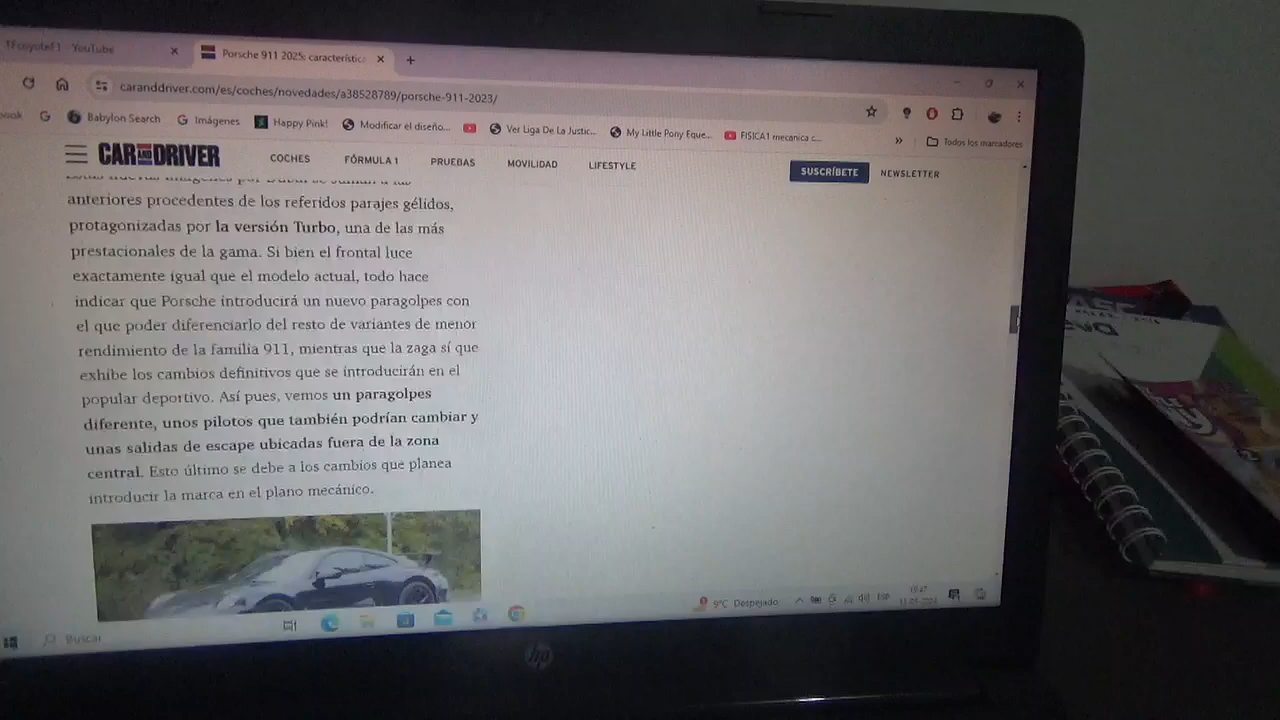 YouTube
Porsche 911 2025: característica
caranddriver.com/es/coches/novedades/a38528789/porsche-911-2023/
Babylon Search
Imágenes
Happy Pink!
Modificar el diseño...
Ver Liga De La Justic...
My Little Pony Eque...
FISICA1 mecanica c...
»
Todos los marcadores
CAR AND DRIVER
COCHES
FÓRMULA 1
PRUEBAS
MOVILIDAD
LIFESTYLE
SUSCRÍBETE
NEWSLETTER
anteriores procedentes de los referidos parajes gélidos,
protagonizadas por la versión Turbo, una de las más
prestacionales de la gama. Si bien el frontal luce
exactamente igual que el modelo actual, todo hace
indicar que Porsche introducirá un nuevo paragolpes con
el que poder diferenciarlo del resto de variantes de menor
rendimiento de la familia 911, mientras que la zaga sí que
exhibe los cambios definitivos que se introducirán en el
popular deportivo. Así pues, vemos un paragolpes
diferente, unos pilotos que también podrían cambiar y
unas salidas de escape ubicadas fuera de la zona
central. Esto último se debe a los cambios que planea
introducir la marca en el plano mecánico.
Buscar
9°C Despejado
ESP
hp